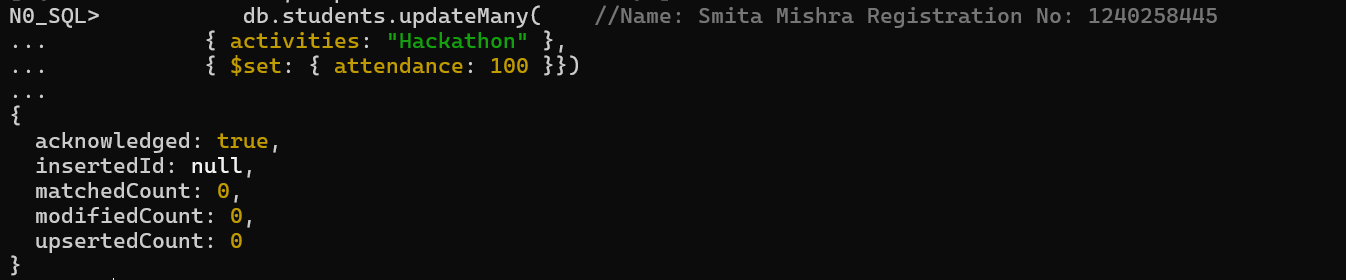 N0_SQL>           db.students.updateMany(    //Name: Smita Mishra Registration No: 1240258445
...            { activities: "Hackathon" },
...            { $set: { attendance: 100 }})
...
{
  acknowledged: true,
  insertedId: null,
  matchedCount: 0,
  modifiedCount: 0,
  upsertedCount: 0
}